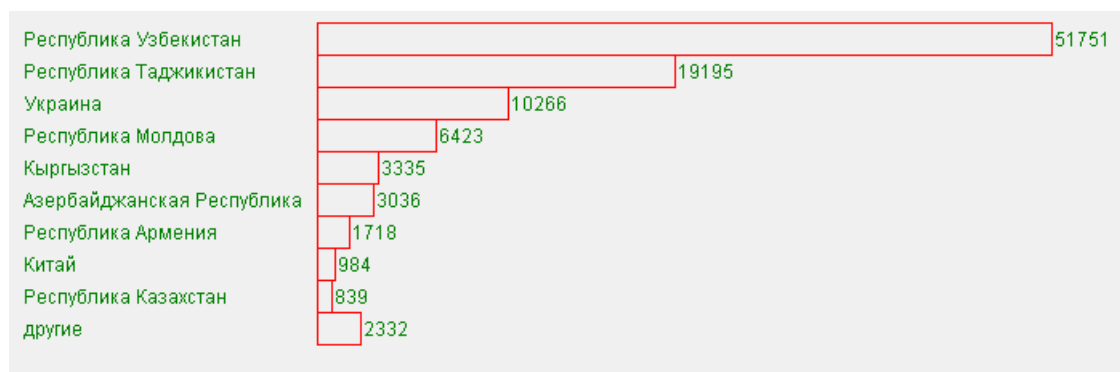 Республика Узбекистан 51751
Республика Таджикистан 19195
Украина 10266
Республика Молдова 6423
Кыргызстан 3335
Азербайджанская Республика 3036
Республика Армения 1718
Китай 984
Республика Казахстан 839
другие 2332